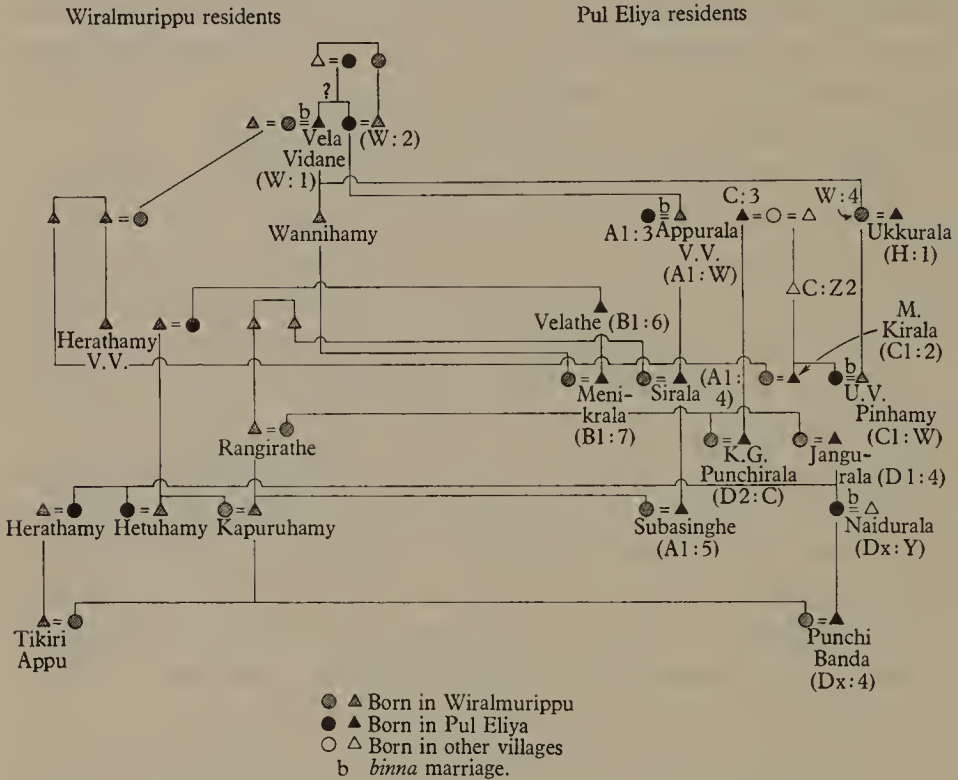 Wiralmurippu residents
Pul Eliya residents
?
b
Vela
Vidane
(W:1)
(W:2)
C:3
W:4
b
Wannihamy
A1:3
Appurala
V.V.
(A1:W)
Ukkurala
(H:1)
C:Z2
Velathe (B1:6)
M.
Kirala
(C1:2)
Herathamy
V.V.
Meni-
krala
(B1:7)
Sirala
(A1:
4)
b
U.V.
Pinhamy
(C1:W)
Rangirathe
K.G.
Punchirala
(D2:C)
Jangu-
rala (D1:4)
Herathamy
Hetuhamy
Kapuruhamy
Subasinghe
(A1:5)
b
Naidurala
(Dx:Y)
Tikiri
Appu
Punchi
Banda
(Dx:4)
Born in Wiralmurippu
Born in Pul Eliya
Born in other villages
b binna marriage.